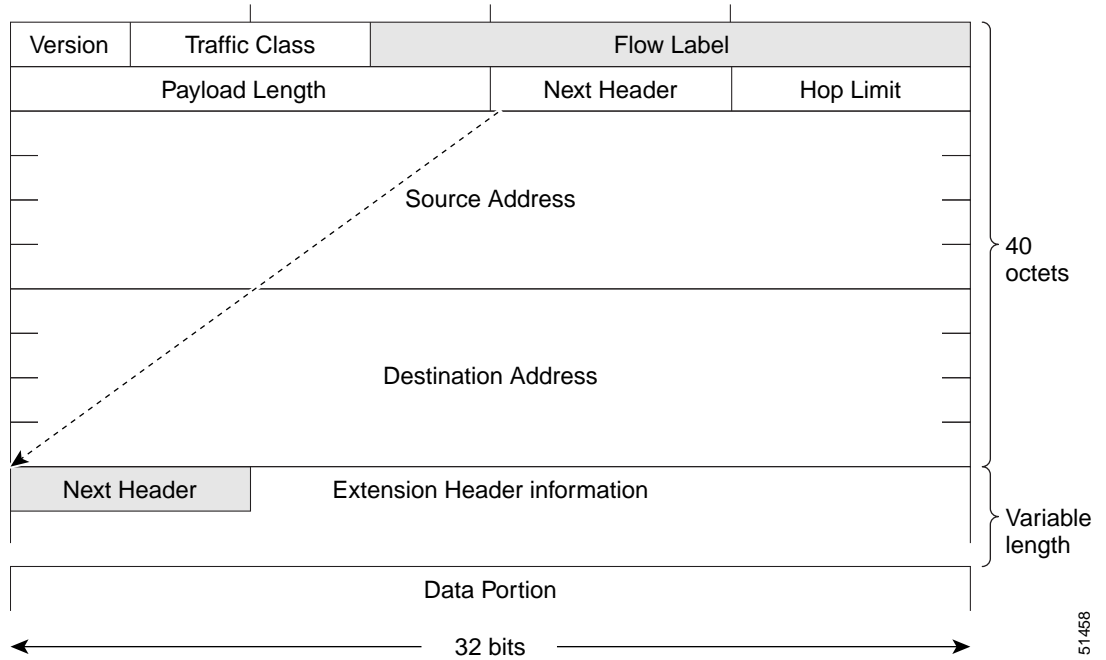 Version
Traffic Class
Flow Label
Payload Length
Next Header
Hop Limit
Source Address
40
octets
Destination Address
Next Header
Extension Header information
Variable
length
Data Portion
32 bits
51458